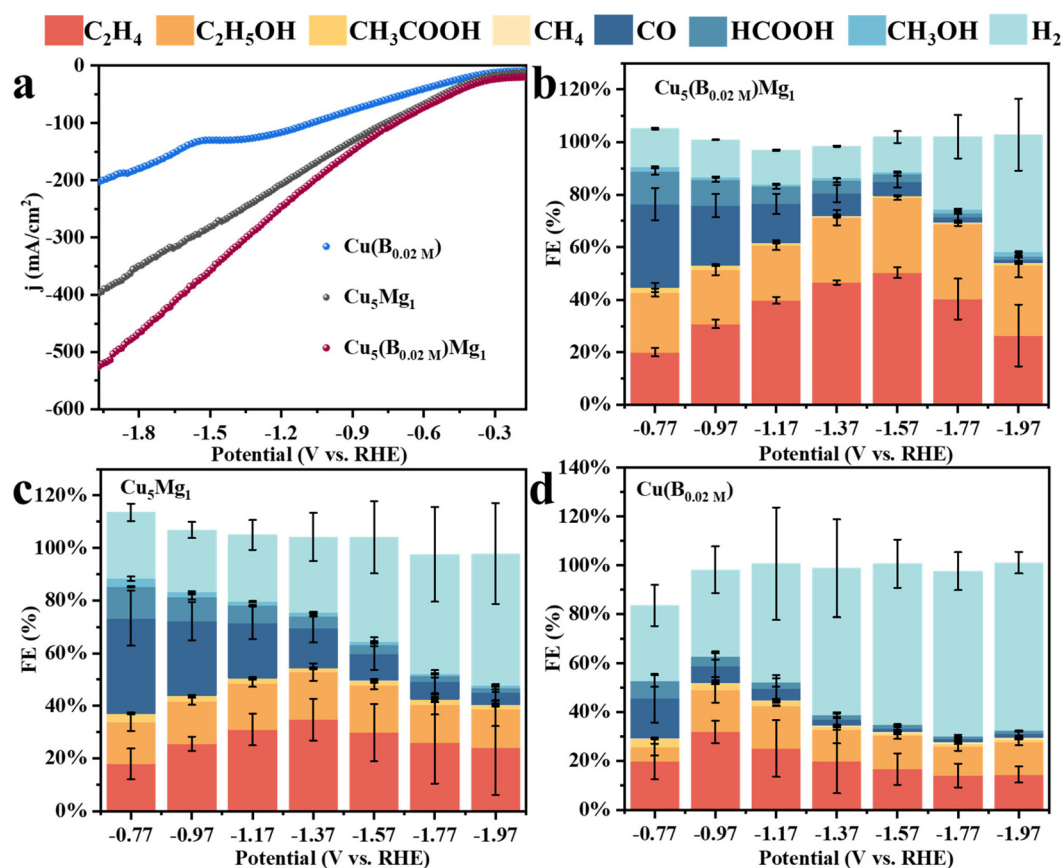 C₂H₄ C₂H₅OH CH₃COOH CH₄ CO HCOOH CH₃OH H₂
a
0
-100
-200
-300
-400
-500
-600
j (mA/cm²)
Cu(B₀.₀₂ M)
Cu₅Mg₁
Cu₅(B₀.₀₂ M)Mg₁
-1.8 -1.5 -1.2 -0.9 -0.6 -0.3
Potential (V vs. RHE)
b
Cu₅(B₀.₀₂ M)Mg₁
120%
100%
80%
60%
40%
20%
0%
FE (%)
-0.77 -0.97 -1.17 -1.37 -1.57 -1.77 -1.97
Potential (V vs. RHE)
c
Cu₅Mg₁
120%
100%
80%
60%
40%
20%
0%
FE (%)
-0.77 -0.97 -1.17 -1.37 -1.57 -1.77 -1.97
Potential (V vs. RHE)
d
Cu(B₀.₀₂ M)
140%
120%
100%
80%
60%
40%
20%
0%
FE (%)
-0.77 -0.97 -1.17 -1.37 -1.57 -1.77 -1.97
Potential (V vs. RHE)